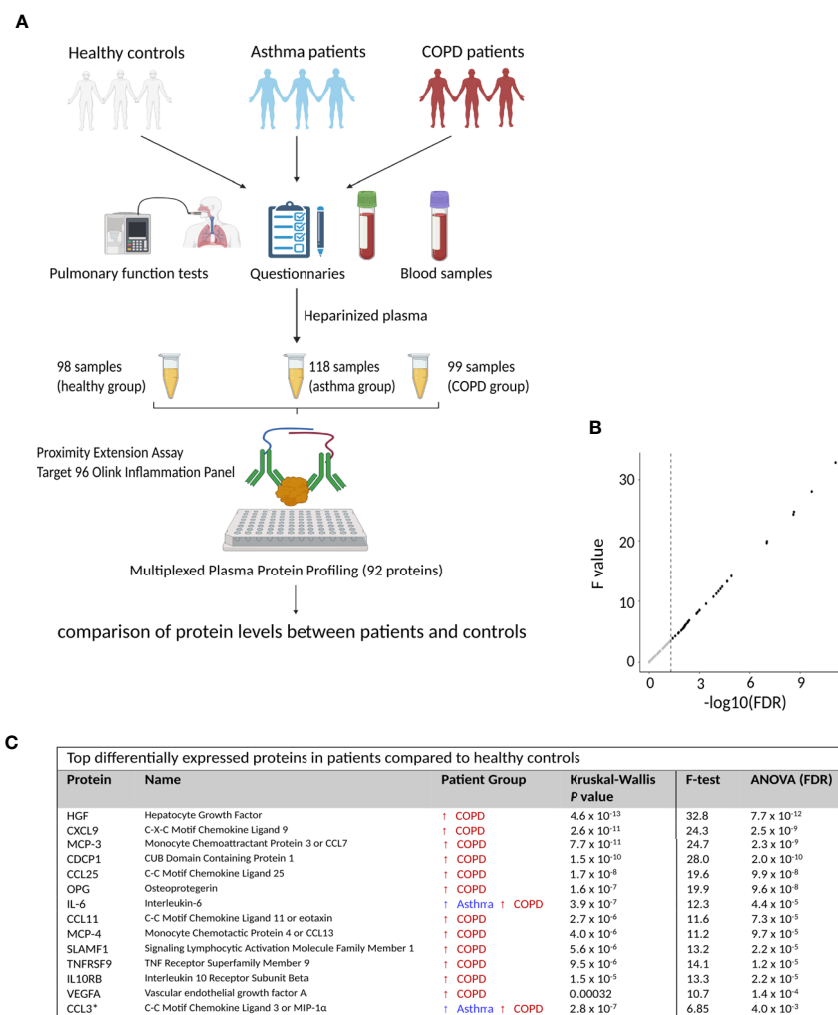 A
Healthy controls Asthma patients COPD patients
Pulmonary function tests Questionnaries Blood samples
Heparinized plasma
98 samples (healthy group)
118 samples (asthma group)
99 samples (COPD group)
Proximity Extension Assay
Target 96 Olink Inflammation Panel
Multiplexed Plasma Protein Profiling (92 proteins)
comparison of protein levels between patients and controls
B
F value
30
20
10
0
0 3 6 9
-log10(FDR)
C
Top differentially expressed proteins in patients compared to healthy controls
Protein Name Patient Group Kruskal-Wallis P value F-test ANOVA (FDR)
HGF Hepatocyte Growth Factor ↑ COPD 4.6 x 10⁻¹³ 32.8 7.7 x 10⁻¹²
CXCL9 C-X-C Motif Chemokine Ligand 9 ↑ COPD 2.6 x 10⁻¹¹ 24.3 2.5 x 10⁻⁹
MCP-3 Monocyte Chemoattractant Protein 3 or CCL7 ↑ COPD 7.7 x 10⁻¹¹ 24.7 2.3 x 10⁻⁹
CDCP1 CUB Domain Containing Protein 1 ↑ COPD 1.5 x 10⁻¹⁰ 28.0 2.0 x 10⁻¹⁰
CCL25 C-C Motif Chemokine Ligand 25 ↑ COPD 1.7 x 10⁻⁸ 19.6 9.9 x 10⁻⁸
OPG Osteoprotegerin ↑ COPD 1.6 x 10⁻⁷ 19.9 9.6 x 10⁻⁸
IL-6 Interleukin-6 ↑ Asthma ↑ COPD 3.9 x 10⁻⁷ 12.3 4.4 x 10⁻⁵
CCL11 C-C Motif Chemokine Ligand 11 or eotaxin ↑ COPD 2.7 x 10⁻⁶ 11.6 7.3 x 10⁻⁵
MCP-4 Monocyte Chemotactic Protein 4 or CCL13 ↑ COPD 4.0 x 10⁻⁶ 11.2 9.7 x 10⁻⁵
SLAMF1 Signaling Lymphocytic Activation Molecule Family Member 1 ↑ COPD 5.6 x 10⁻⁶ 13.2 2.2 x 10⁻⁵
TNFRSF9 TNF Receptor Superfamily Member 9 ↑ COPD 9.5 x 10⁻⁶ 14.1 1.2 x 10⁻⁵
IL10RB Interleukin 10 Receptor Subunit Beta ↑ COPD 1.5 x 10⁻⁵ 13.3 2.2 x 10⁻⁵
VEGFA Vascular endothelial growth factor A ↑ COPD 0.00032 10.7 1.4 x 10⁻⁴
CCL3* C-C Motif Chemokine Ligand 3 or MIP-1α ↑ Asthma ↑ COPD 2.8 x 10⁻⁷ 6.85 4.0 x 10⁻³